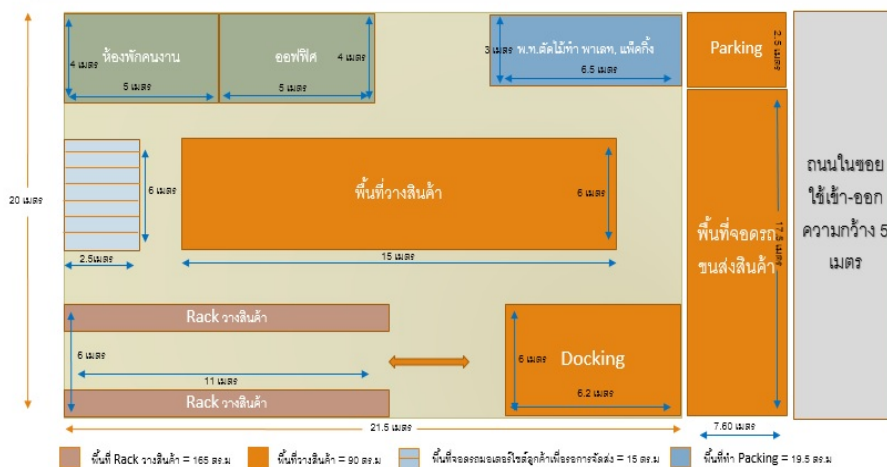 ห้องพักคนงาน
4 เมตร
5 เมตร
ออฟฟิศ
4 เมตร
5 เมตร
3 เมตร
พ.ท.ตัดไม้ทำ พาเลท, แพ็คกิ้ง
6.5 เมตร
Parking
2.5 เมตร
20 เมตร
6 เมตร
2.5เมตร
พื้นที่วางสินค้า
6 เมตร
15 เมตร
พื้นที่จอดรถ
ขนส่งสินค้า
17.5 เมตร
ถนนในซอย
ใช้เข้า-ออก
ความกว้าง 5
เมตร
Rack วางสินค้า
6 เมตร
11 เมตร
Rack วางสินค้า
Docking
6 เมตร
6.2 เมตร
21.5 เมตร
7.60 เมตร
พื้นที่ Rack วางสินค้า = 165 ตร.ม
พื้นที่วางสินค้า = 90 ตร.ม
พื้นที่จอดรถมอเตอร์ไซส์ลูกค้าเพื่อรอการจัดส่ง = 15 ตร.ม
พื้นที่ทำ Packing = 19.5 ตร.ม